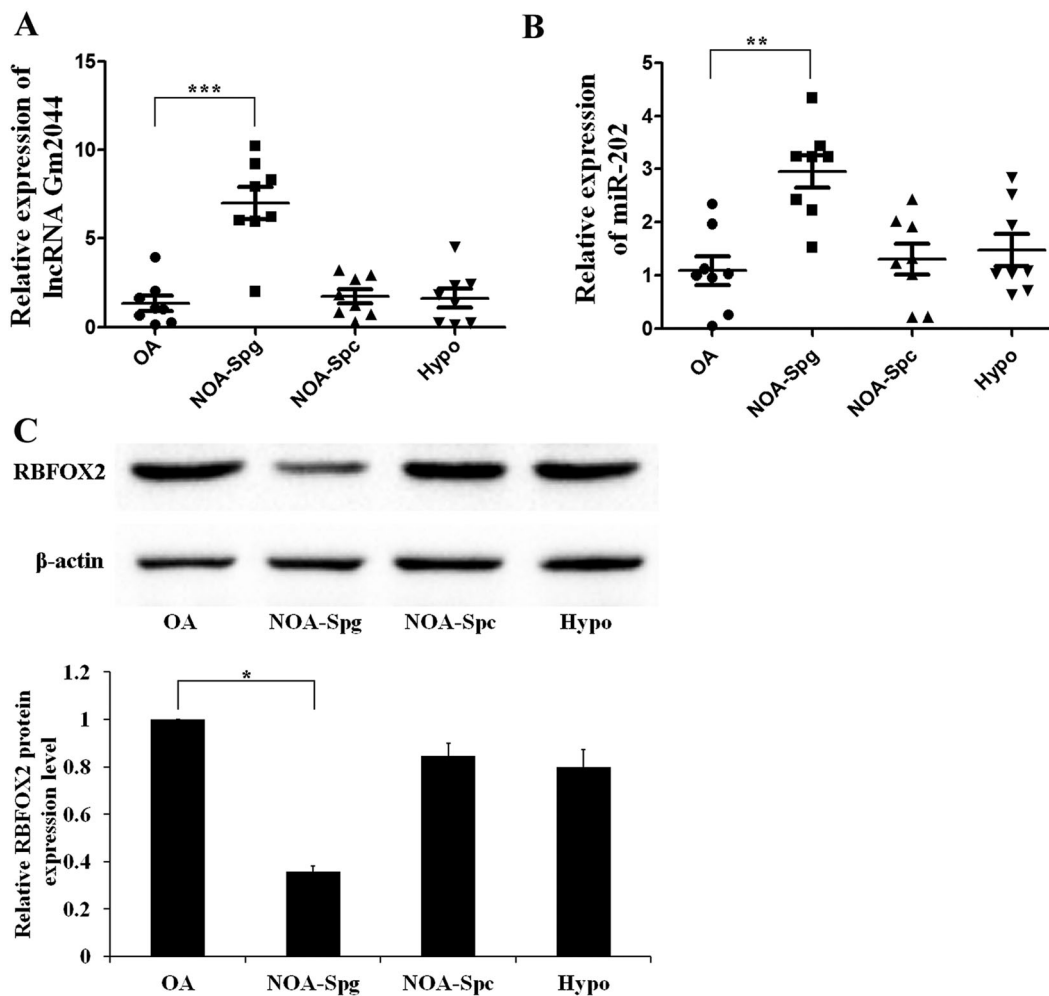 A
Relative expression of
lncRNA Gm2044
15
10
5
0
***
OA
NOA-Spg
NOA-Spc
Hypo
B
Relative expression
of miR-202
5
4
3
2
1
0
**
OA
NOA-Spg
NOA-Spc
Hypo
C
RBFOX2
β-actin
OA NOA-Spg NOA-Spc Hypo
Relative RBFOX2 protein
expression level
1.2
1
0.8
0.6
0.4
0.2
0
*
OA NOA-Spg NOA-Spc Hypo